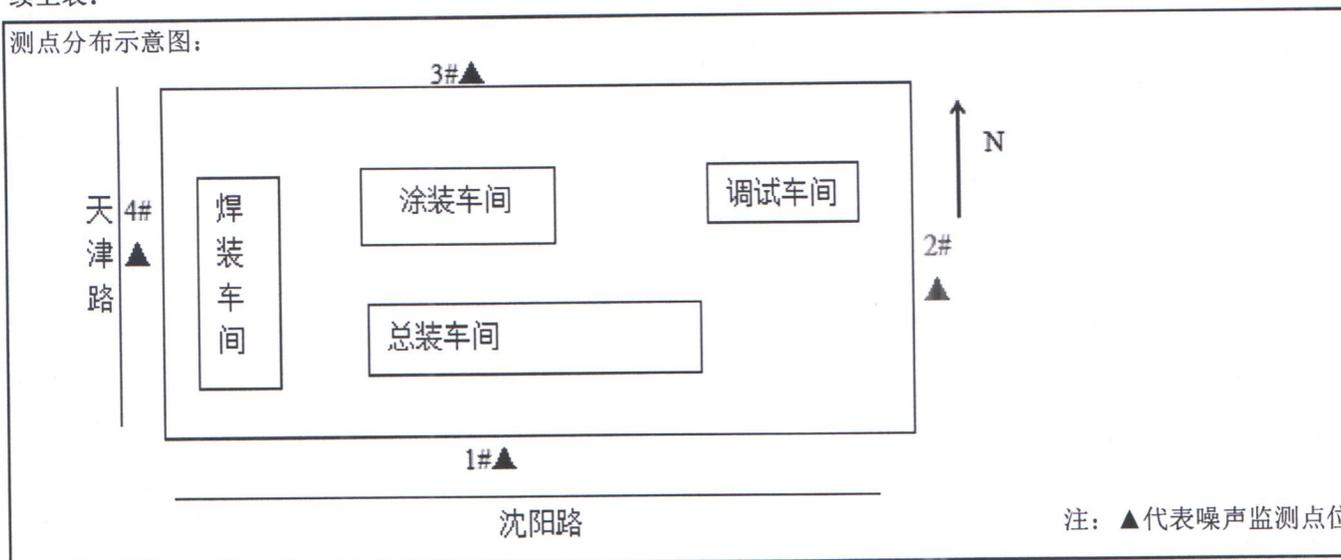 测点分布示意图:
3#▲
N
天津路
4#
▲
焊装车间
涂装车间
调试车间
2#
▲
总装车间
1#▲
沈阳路
注: ▲代表噪声监测点